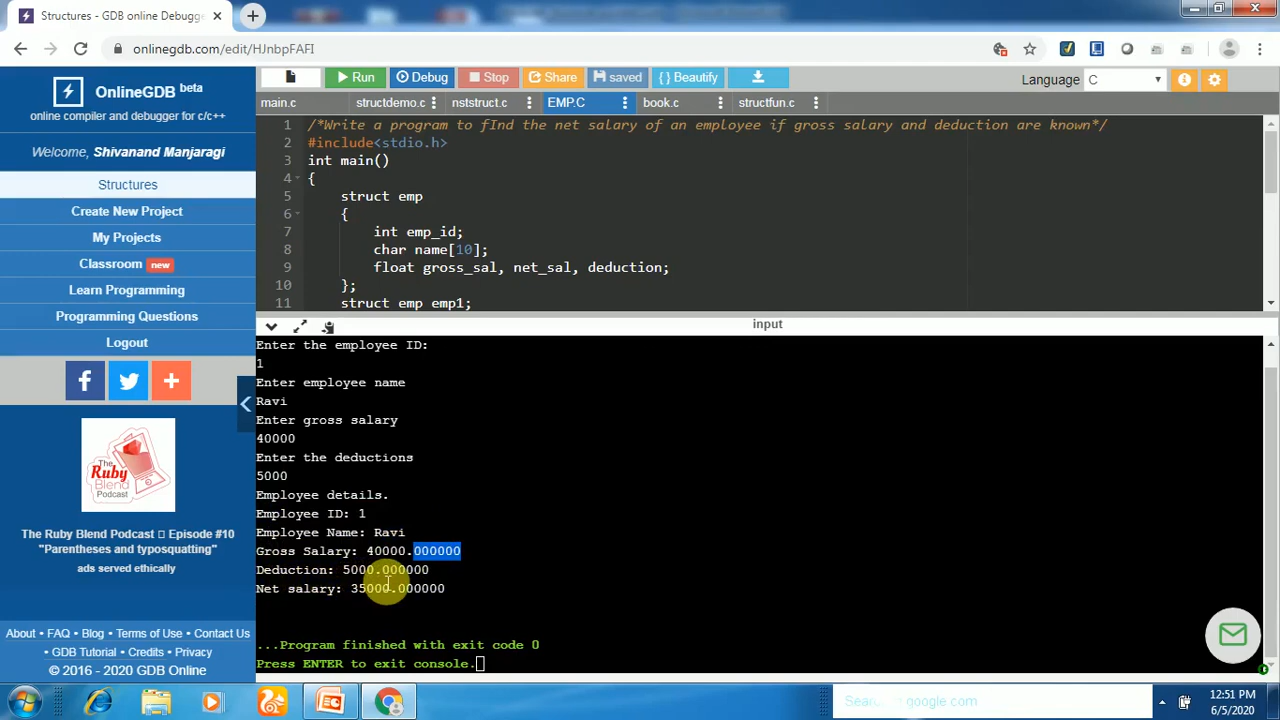 Structures - GDB online Debugge
onlinegdb.com/edit/HJnbpFAFI
OnlineGDB beta
online compiler and debugger for c/c++
Welcome, Shivanand Manjaragi
Structures
Create New Project
My Projects
Classroom new
Learn Programming
Programming Questions
Logout
The Ruby Blend Podcast
The Ruby Blend Podcast Episode #10
"Parentheses and typosquatting"
ads served ethically
About • FAQ • Blog • Terms of Use • Contact Us
• GDB Tutorial • Credits • Privacy
© 2016 - 2020 GDB Online
Run Debug Stop Share saved { } Beautify
Language C
main.c structdemo.c nststruct.c EMP.C book.c structfun.c
1 /*Write a program to fInd the net salary of an employee if gross salary and deduction are known*/
2 #include<stdio.h>
3 int main()
4 {
5 struct emp
6 {
7 int emp_id;
8 char name[10];
9 float gross_sal, net_sal, deduction;
10 };
11 struct emp emp1;
input
Enter the employee ID:
1
Enter employee name
Ravi
Enter gross salary
40000
Enter the deductions
5000
Employee details.
Employee ID: 1
Employee Name: Ravi
Gross Salary: 40000.000000
Deduction: 5000.000000
Net salary: 35000.000000
...Program finished with exit code 0
Press ENTER to exit console.
google.com
12:51 PM
6/5/2020